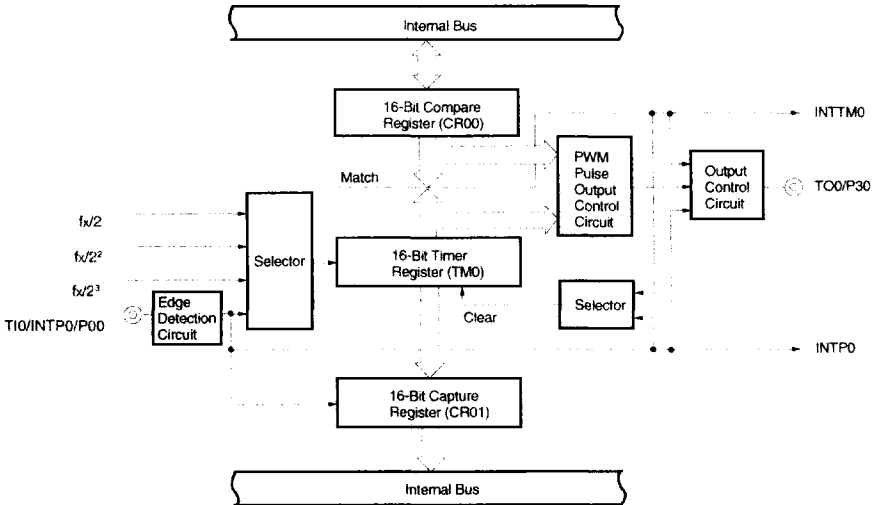 Internal Bus
16-Bit Compare
Register (CR00)
INTTM0
Match
PWM
Pulse
Output
Control
Circuit
Output
Control
Circuit
TO0/P30
fx/2
fx/2²
fx/2³
Selector
16-Bit Timer
Register (TM0)
TI0/INTP0/P00
Edge
Detection
Circuit
Clear
Selector
INTP0
16-Bit Capture
Register (CR01)
Internal Bus